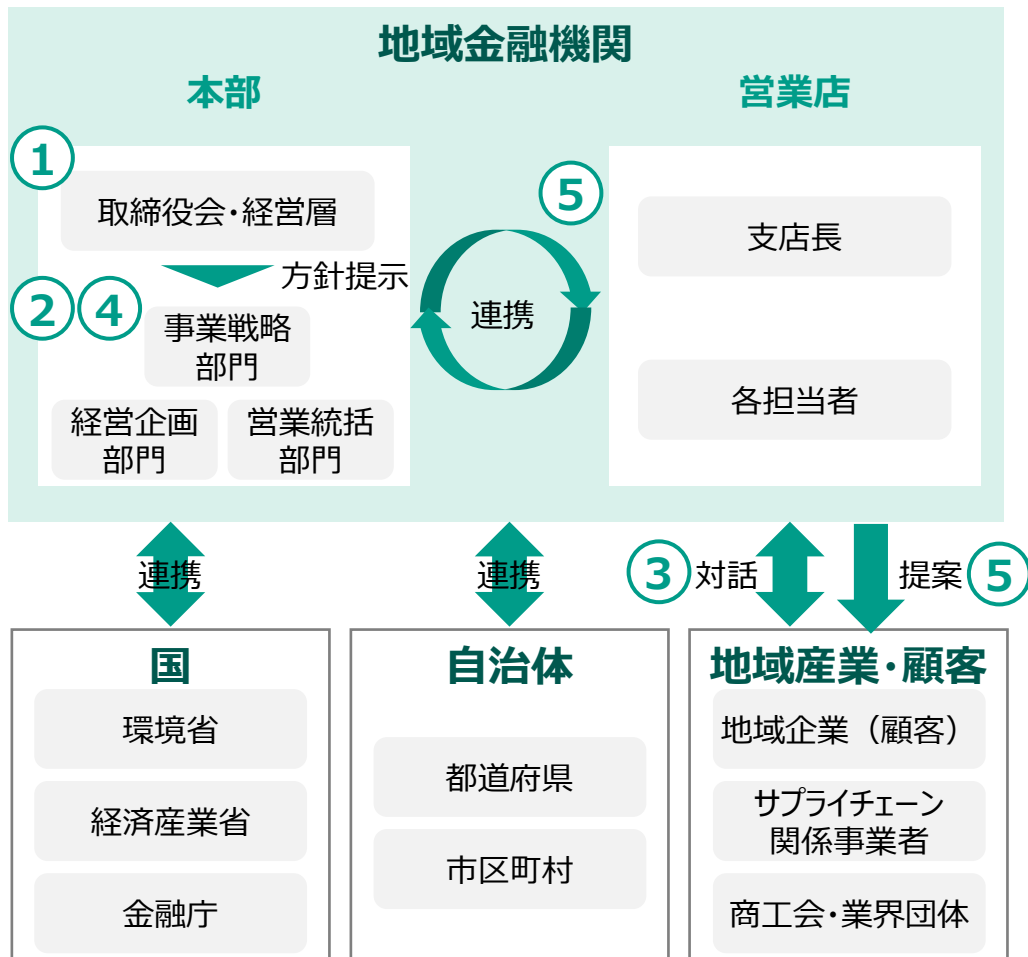 地域金融機関
本部
営業店
①
取締役会・経営層
方針提示
② ④
事業戦略
部門
経営企画
部門
営業統括
部門
⑤
連携
支店長
各担当者
連携
連携
③ 対話
提案 ⑤
国
環境省
経済産業省
金融庁
自治体
都道府県
市区町村
地域産業・顧客
地域企業（顧客）
サプライチェーン
関係事業者
商工会・業界団体